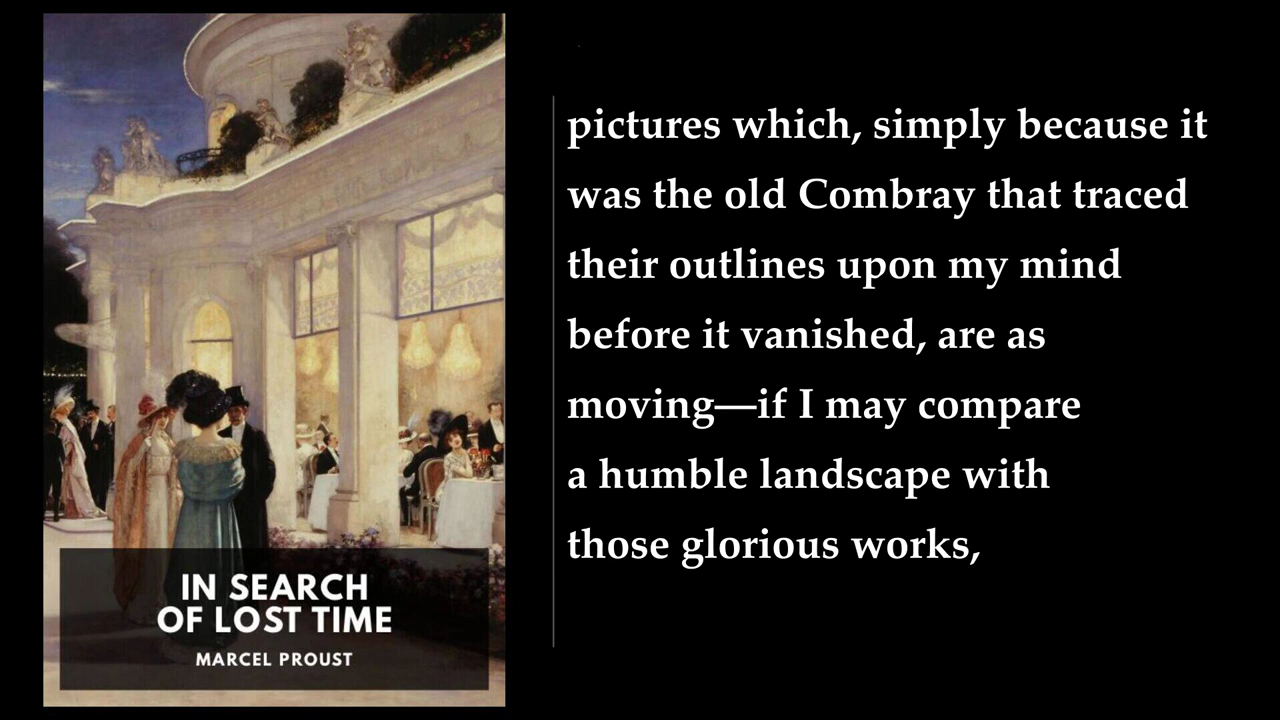 IN SEARCH
OF LOST TIME
MARCEL PROUST
pictures which, simply because it
was the old Combray that traced
their outlines upon my mind
before it vanished, are as
moving—if I may compare
a humble landscape with
those glorious works,